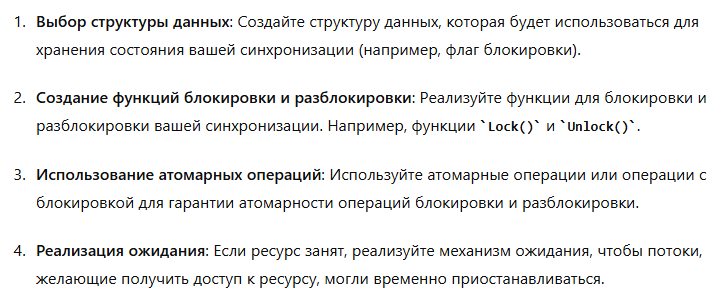 1. Выбор структуры данных: Создайте структуру данных, которая будет использоваться для
хранения состояния вашей синхронизации (например, флаг блокировки).
2. Создание функций блокировки и разблокировки: Реализуйте функции для блокировки и
разблокировки вашей синхронизации. Например, функции `Lock()` и `Unlock()`.
3. Использование атомарных операций: Используйте атомарные операции или операции с
блокировкой для гарантии атомарности операций блокировки и разблокировки.
4. Реализация ожидания: Если ресурс занят, реализуйте механизм ожидания, чтобы потоки,
желающие получить доступ к ресурсу, могли временно приостанавливаться.